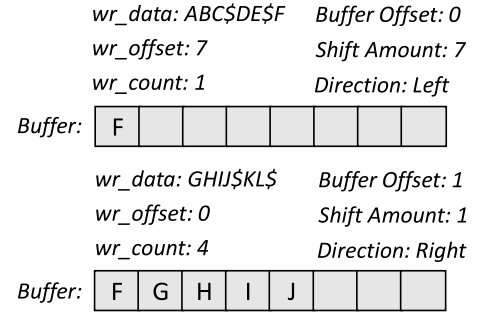 wr_data: ABC$DE$F Buffer Offset: 0
wr_offset: 7 Shift Amount: 7
wr_count: 1 Direction: Left
Buffer: F
wr_data: GHIJ$KL$ Buffer Offset: 1
wr_offset: 0 Shift Amount: 1
wr_count: 4 Direction: Right
Buffer: F G H I J